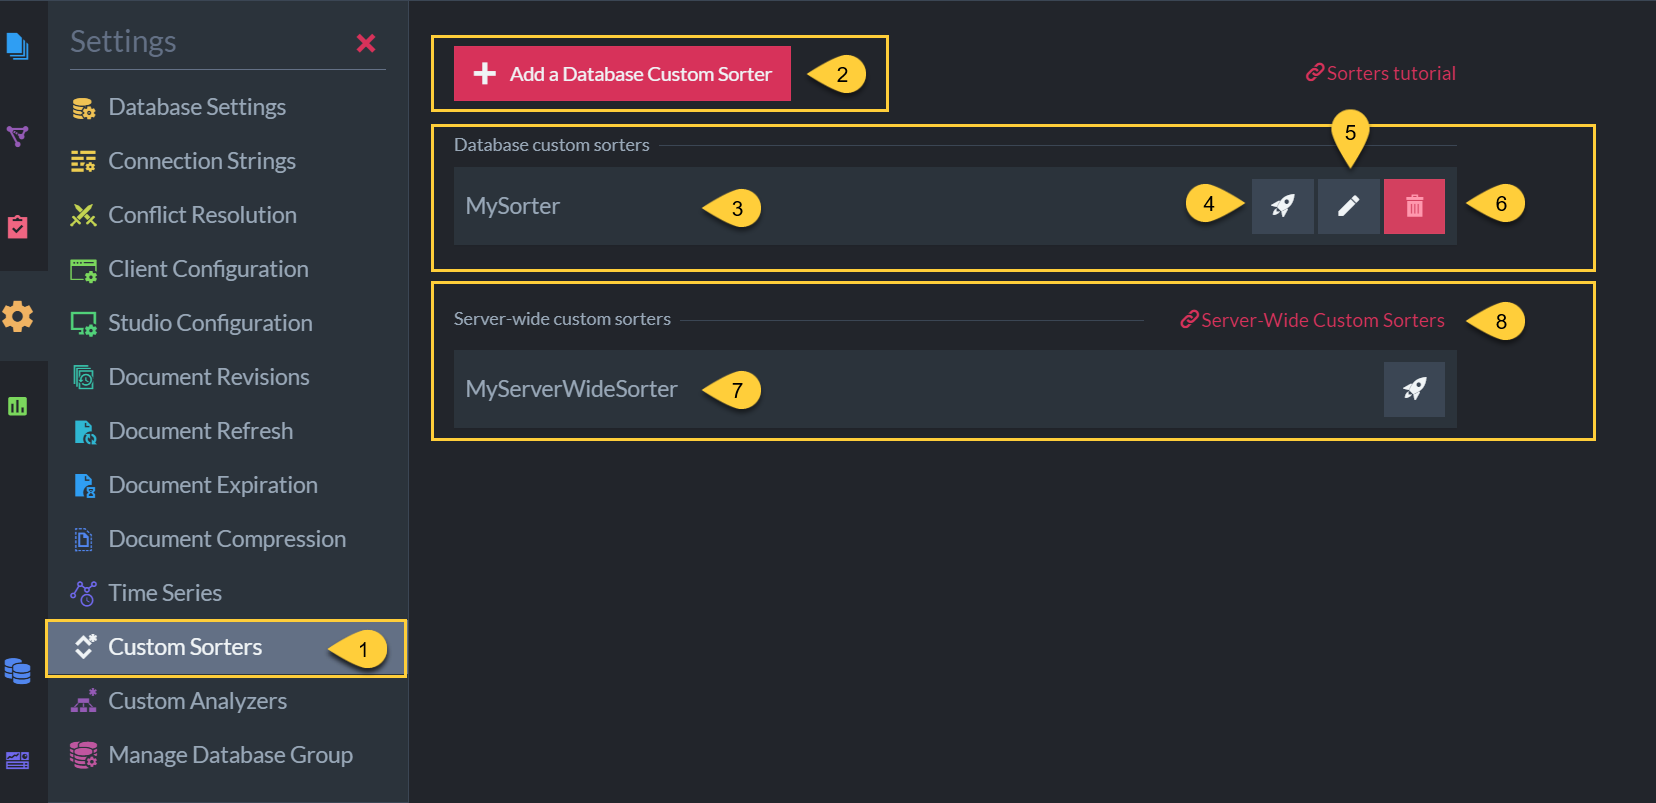 Settings
Database Settings
Connection Strings
Conflict Resolution
Client Configuration
Studio Configuration
Document Revisions
Document Refresh
Document Expiration
Document Compression
Time Series
Custom Sorters
1
Custom Analyzers
Manage Database Group
Add a Database Custom Sorter
2
Sorters tutorial
Database custom sorters
5
MySorter
3
4
6
Server-wide custom sorters
Server-Wide Custom Sorters
8
MyServerWideSorter
7